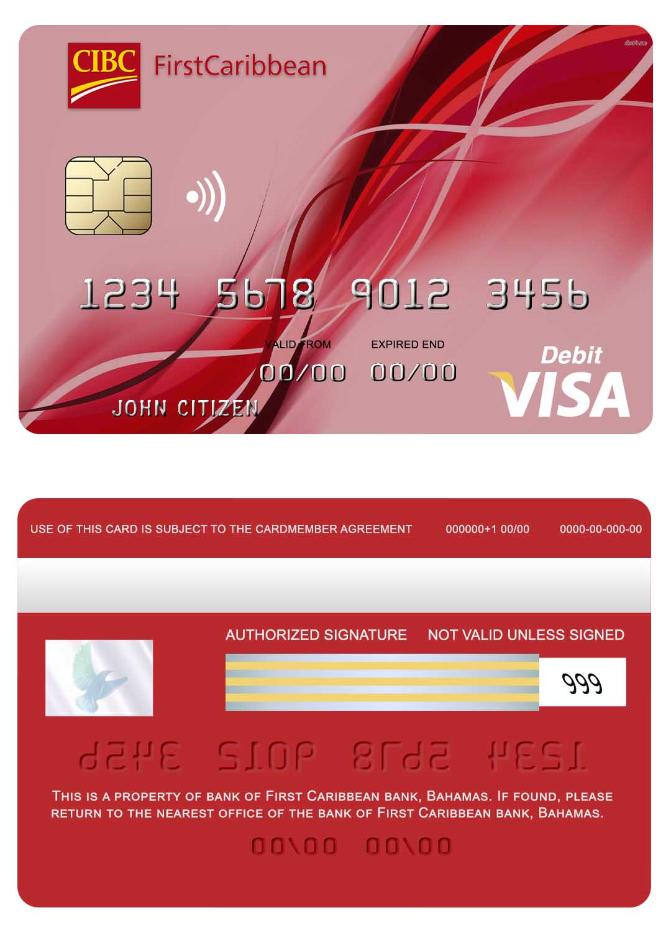 CIBC FirstCaribbean
1234 5678 9012 3456
VALID FROM EXPIRED END
00/00 00/00
Debit
JOHN CITIZEN
VISA
USE OF THIS CARD IS SUBJECT TO THE CARDMEMBER AGREEMENT 000000+1 00/00 0000-00-000-00
AUTHORIZED SIGNATURE NOT VALID UNLESS SIGNED
999
THIS IS A PROPERTY OF BANK OF FIRST CARIBBEAN BANK, BAHAMAS. IF FOUND, PLEASE
RETURN TO THE NEAREST OFFICE OF THE BANK OF FIRST CARIBBEAN BANK, BAHAMAS.
00\00 00\00